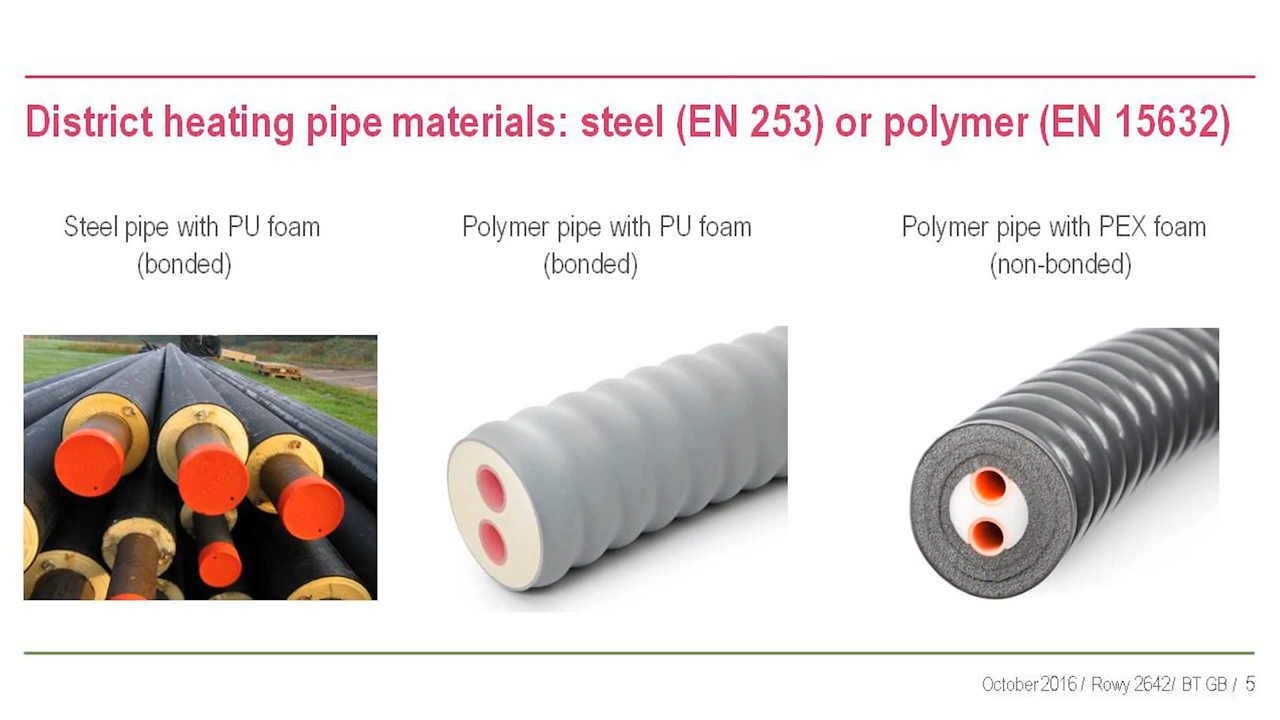 District heating pipe materials: steel (EN 253) or polymer (EN 15632)
Steel pipe with PU foam
(bonded)
Polymer pipe with PU foam
(bonded)
Polymer pipe with PEX foam
(non-bonded)
October 2016 / Rowy 2642/ BT GB / 5